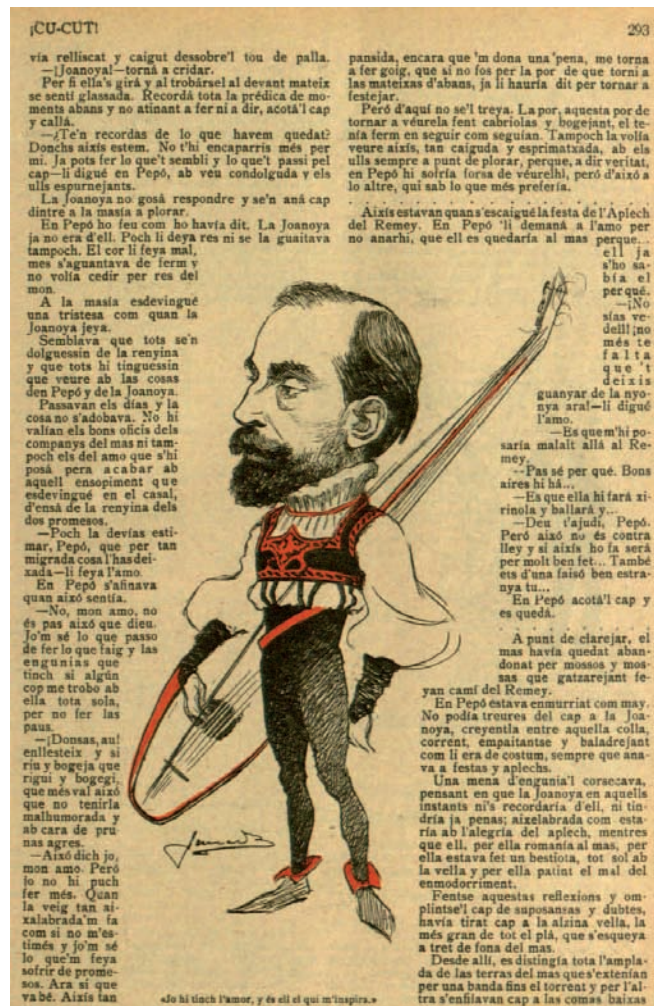 ¡CU-CUT!
293
vía relliscat y caigut dessobre'l tou de palla.
—¡Joanoya!—torná a cridar.
Per fi ella's girá y al trobársel al devant mateix
se sentí glassada. Recordá tota la prédica de mo-
ments abans y no atinant a fer ni a dir, acotá'l cap
y callá.
—¿Te'n recordas de lo que havem quedat?
Donchs aixís estem. No t'hi encaparris més per
mi. Ja pots fer lo que't sembli y lo que't passi pel
cap—li digué en Pepó, ab veu condolguda y els
ulls espurnejants.
La Joanoya no gosá respondre y se'n aná cap
dintre a la masía a plorar.
En Pepó ho feu com ho havía dit. La Joanoya
ja no era d'ell. Poch li deya res ni se la guaitava
tampoch. El cor li feya mal,
mes s'aguantava de ferm y
no volía cedir per res del
mon.
A la masía esdevingué
una tristesa com quan la
Joanoya jeya.
Semblava que tots se'n
dolguessin de la renyina
y que tots hi tinguessin
que veure ab las cosas
den Pepó y de la Joanoya.
Passavan els días y la
cosa no s'adobava. No hi
valían els bons oficis dels
companys del mas ni tam-
poch els del amo que s'hi
posá pera acabar ab
aquell ensopiment que
esdevingué en el casal,
d'ensá de la renyina dels
dos promesos.
—Poch la devías esti-
mar, Pepó, que per tan
migrada cosa l'has dei-
xada—li feya l'amo.
En Pepó s'afinava
quan aixó sentía.
—No, mon amo, no
és pas aixó que dieu.
Jo'm sé lo que passo
de fer lo que faig y las
engunias que
tinch si algún
cop me trobo ab
ella tota sola,
per no fer las
paus.
—¡Donsas, au!
enllesteix y si
riu y bogeja que
rigui y bogegi,
que més val aixó
que no tenirla
malhumorada y
ab cara de pru
nas agres.
—Aixó dich jo,
mon amo. Peró
jo no hi puch
fer més. Quan
la veig tan ai-
xalabrada'm fa
com si no m'es-
timés y jo'm sé
lo que'm feya
sofrir de prome-
sos. Ara si que
va bé. Aixís tan
pansida, encara que 'm dona una 'pena, me torna
a fer goig, que si no fos per la por de que torni a
las mateixas d'abans, ja li hauría dit per tornar a
festejar.
Peró d'aquí no se'l treya. La por, aquesta por de
tornar a véurela fent cabriolas y bogejant, el te-
nía ferm en seguir com seguían. Tampoch la volía
veure aixís, tan caiguda y esprimatxada, ab els
ulls sempre a punt de plorar, perque, a dir veritat,
en Pepó hi sofría forsa de véurelhi, peró d'aixó a
lo altre, qui sab lo que més prefería.
Aixís estavan quan s'escaigué la festa de l'Aplech
del Remey. En Pepó 'li demaná a l'amo per
no anarhi, que ell es quedaría al mas perque...
ell ja
s'ho sa-
bía el
perqué.
—¡No
sías ve-
dell! ¡no
més te
falta
que 't
deixis
guanyar de la nyo-
nya ara!—li digué
l'amo.
—Es que m'hi po-
saría malalt allá al Re-
mey.
—Pas sé per qué. Bons
aires hi há...
—Es que ella hi fará xi-
rinola y ballará y...
—Deu t'ajudi, Pepó.
Peró aixó no és contra
lley y si aixís ho fa será
per molt ben fet... També
ets d'una faisó ben estra-
nya tu...
En Pepó acotá'l cap y
es quedá.
A punt de clarejar, el
mas havía quedat aban-
donat per mossos y mos-
sas que gatzarejant fe-
yan camí del Remey.
En Pepó estava enmurriat com may.
No podía treures del cap a la Joa-
noya, creyentla entre aquella colla,
corrent, empaitantse y baladrejant
com li era de costum, sempre que ana-
va a festas y aplechs.
Una mena d'engunia'l corsecava,
pensant en que la Joanoya en aquells
instants ni's recordaría d'ell, ni tin-
dría ja penas; aixelabrada com esta-
ría ab l'alegría del aplech, mentres
que ell, per ella romanía al mas, per
ella estava fet un bestiota, tot sol ab
la vella y per ella patint el mal del
enmodorriment.
Fentse aquestas reflexions y om-
plintse'l cap de suposansas y dubtes,
havía tirat cap a la alzina vella, la
més gran de tot el plá, que s'esqueya
a tret de fona del mas.
Desde allí, es distingía tota l'ampla-
da de las terras del mas que s'extenían
per una banda fins el torrent y per l'al-
tra s'enfilavan cap a las comas baixas
«Jo hi tinch l'amor, y és ell el qui m'inspira.»